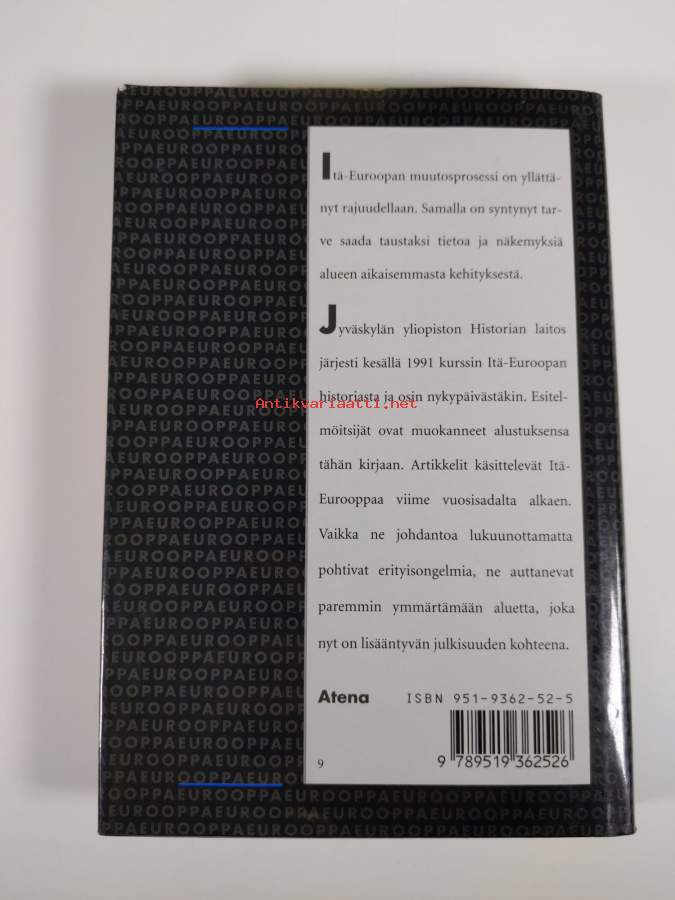 Itä-Euroopan muutosprosessi on yllättä-
nyt rajuudellaan. Samalla on syntynyt tar-
ve saada taustaksi tietoa ja näkemyksiä
alueen aikaisemmasta kehityksestä.
Jyväskylän yliopiston Historian laitos
järjesti kesällä 1991 kurssin Itä-Euroopan
historiasta ja osin nykypäivästäkin. Esitel-
Antikvariaatti.net
möitsijät ovat muokanneet alustuksensa
tähän kirjaan. Artikkelit käsittelevät Itä-
Eurooppaa viime vuosisadalta alkaen.
Vaikka ne johdantoa lukuunottamatta
pohtivat erityisongelmia, ne auttanevat
paremmin ymmärtämään aluetta, joka
nyt on lisääntyvän julkisuuden kohteena.
Atena ISBN 951-9362-52-5
9 9 789519 362526